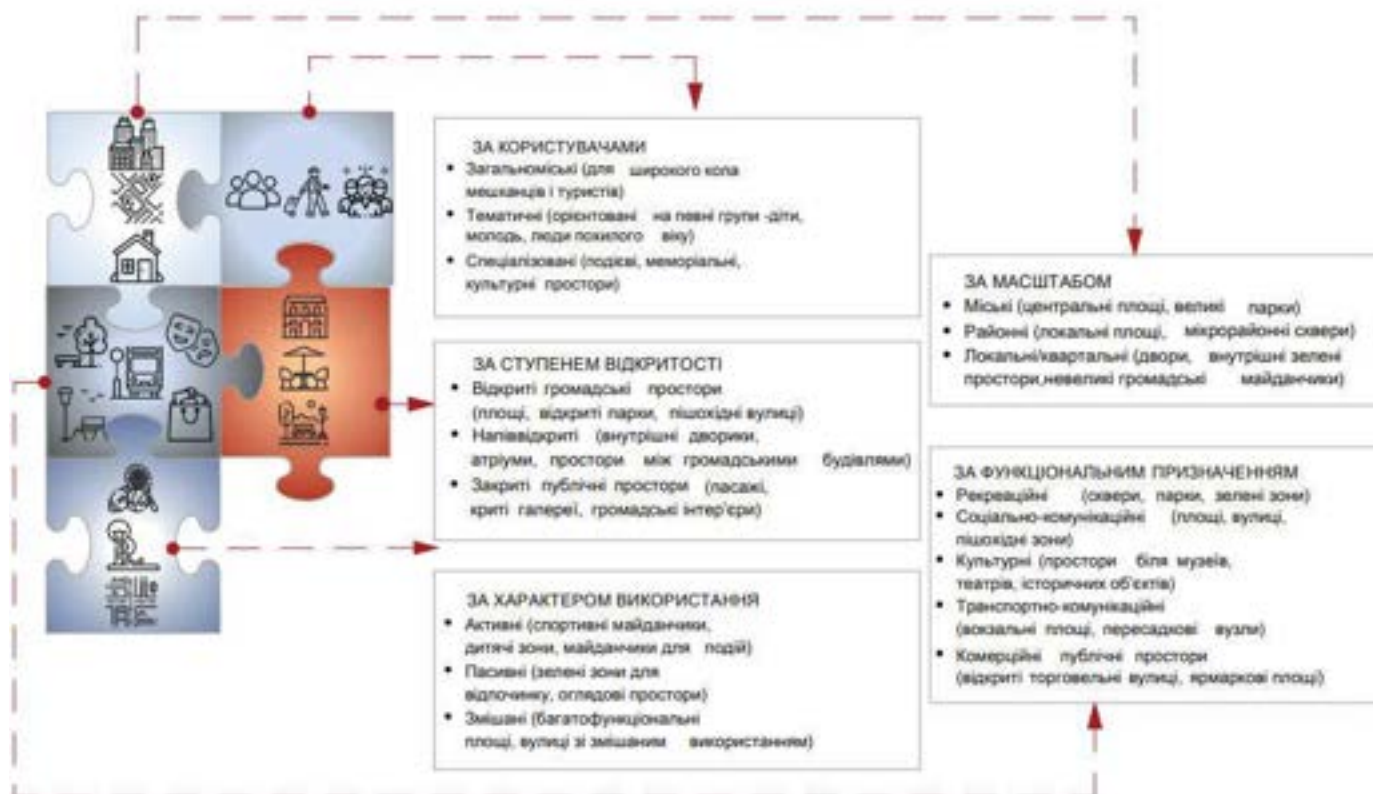 ЗА КОРИСТУВАЧАМИ
• Загальноміські (для широкого кола
мешканців і туристів)
• Тематичні (орієнтовані на певні групи -діти,
молодь, люди похилого віку)
• Спеціалізовані (подієві, меморіальні,
культурні простори)
ЗА СТУПЕНЕМ ВІДКРИТОСТІ
• Відкриті громадські простори
(площі, відкриті парки, пішохідні вулиці)
• Напіввідкриті (внутрішні дворики,
атріуми, простори між громадськими будівлями)
• Закриті публічні простори (пасажі,
криті галереї, громадські інтер'єри)
ЗА ХАРАКТЕРОМ ВИКОРИСТАННЯ
• Активні (спортивні майданчики,
дитячі зони, майданчики для подій)
• Пасивні (зелені зони для
відпочинку, оглядові простори)
• Змішані (багатофункціональні
площі, вулиці зі змішаним використанням)
ЗА МАСШТАБОМ
• Міські (центральні площі, великі парки)
• Районні (локальні площі, мікрорайонні сквери)
• Локальні/квартальні (двори, внутрішні зелені
простори,невеликі громадські майданчики)
ЗА ФУНКЦІОНАЛЬНИМ ПРИЗНАЧЕННЯМ
• Рекреаційні (сквери, парки, зелені зони)
• Соціально-комунікаційні (площі, вулиці,
пішохідні зони)
• Культурні (простори біля музеїв,
театрів, історичних об'єктів)
• Транспортно-комунікаційні
(вокзальні площі, пересадкові вузли)
• Комерційні публічні простори
(відкриті торговельні вулиці, ярмаркові площі)